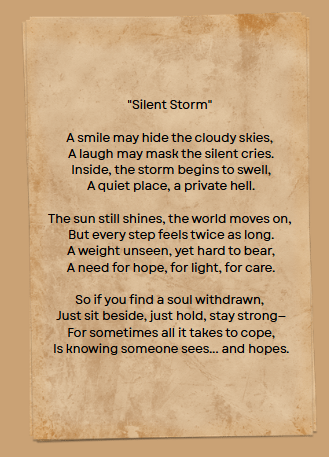 "Silent Storm"
A smile may hide the cloudy skies,
A laugh may mask the silent cries.
Inside, the storm begins to swell,
A quiet place, a private hell.
The sun still shines, the world moves on,
But every step feels twice as long.
A weight unseen, yet hard to bear,
A need for hope, for light, for care.
So if you find a soul withdrawn,
Just sit beside, just hold, stay strong—
For sometimes all it takes to cope,
Is knowing someone sees... and hopes.